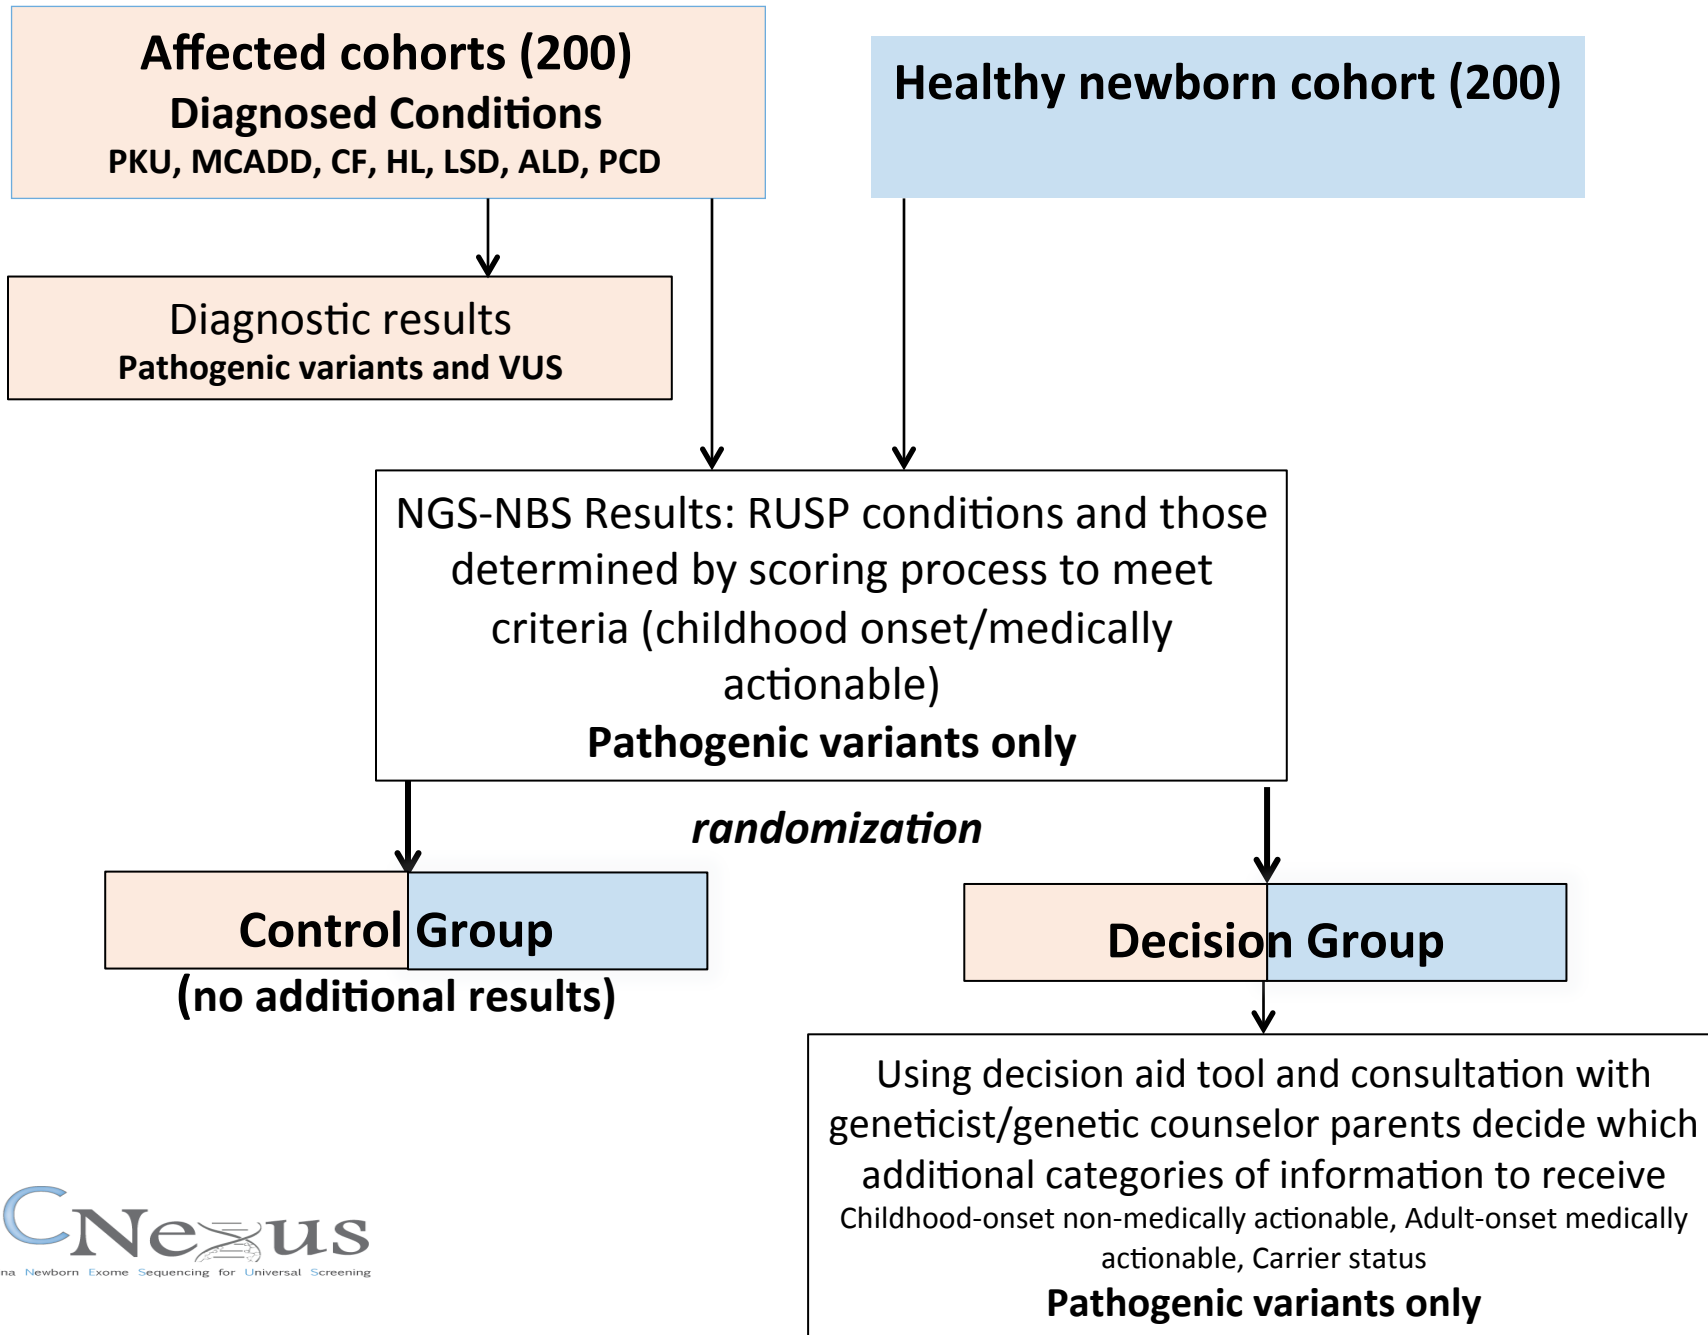 Affected cohorts (200)
Diagnosed Conditions
PKU, MCADD, CF, HL, LSD, ALD, PCD
Healthy newborn cohort (200)
Diagnostic results
Pathogenic variants and VUS
NGS-NBS Results: RUSP conditions and those
determined by scoring process to meet
criteria (childhood onset/medically
actionable)
Pathogenic variants only
randomization
Control Group
(no additional results)
Decision Group
Using decision aid tool and consultation with
geneticist/genetic counselor parents decide which
additional categories of information to receive
Childhood-onset non-medically actionable, Adult-onset medically
actionable, Carrier status
Pathogenic variants only
CNexus
na Newborn Exome Sequencing for Universal Screening